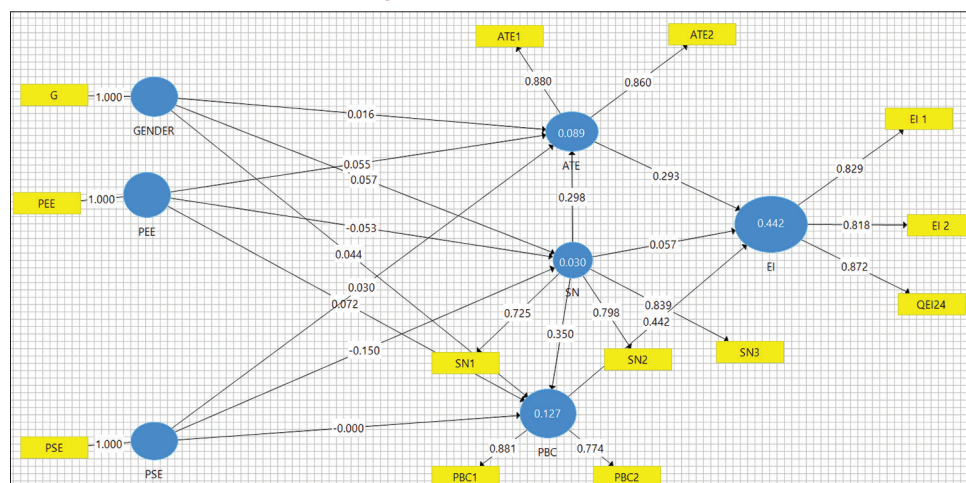 ATE1
ATE2
G
1.000
GENDER
0.880
0.860
EI 1
0.016
0.089
ATE
0.829
0.055
0.057
0.293
PEE
1.000
PEE
0.298
-0.053
0.057
0.442
EI
0.818
EI 2
0.044
0.030
SN
0.872
0.030
0.072
0.725
0.798
0.839
0.442
QEI24
-0.150
0.350
SN1
SN2
SN3
PSE
1.000
PSE
-0.000
0.127
PBC
0.881
0.774
PBC1
PBC2